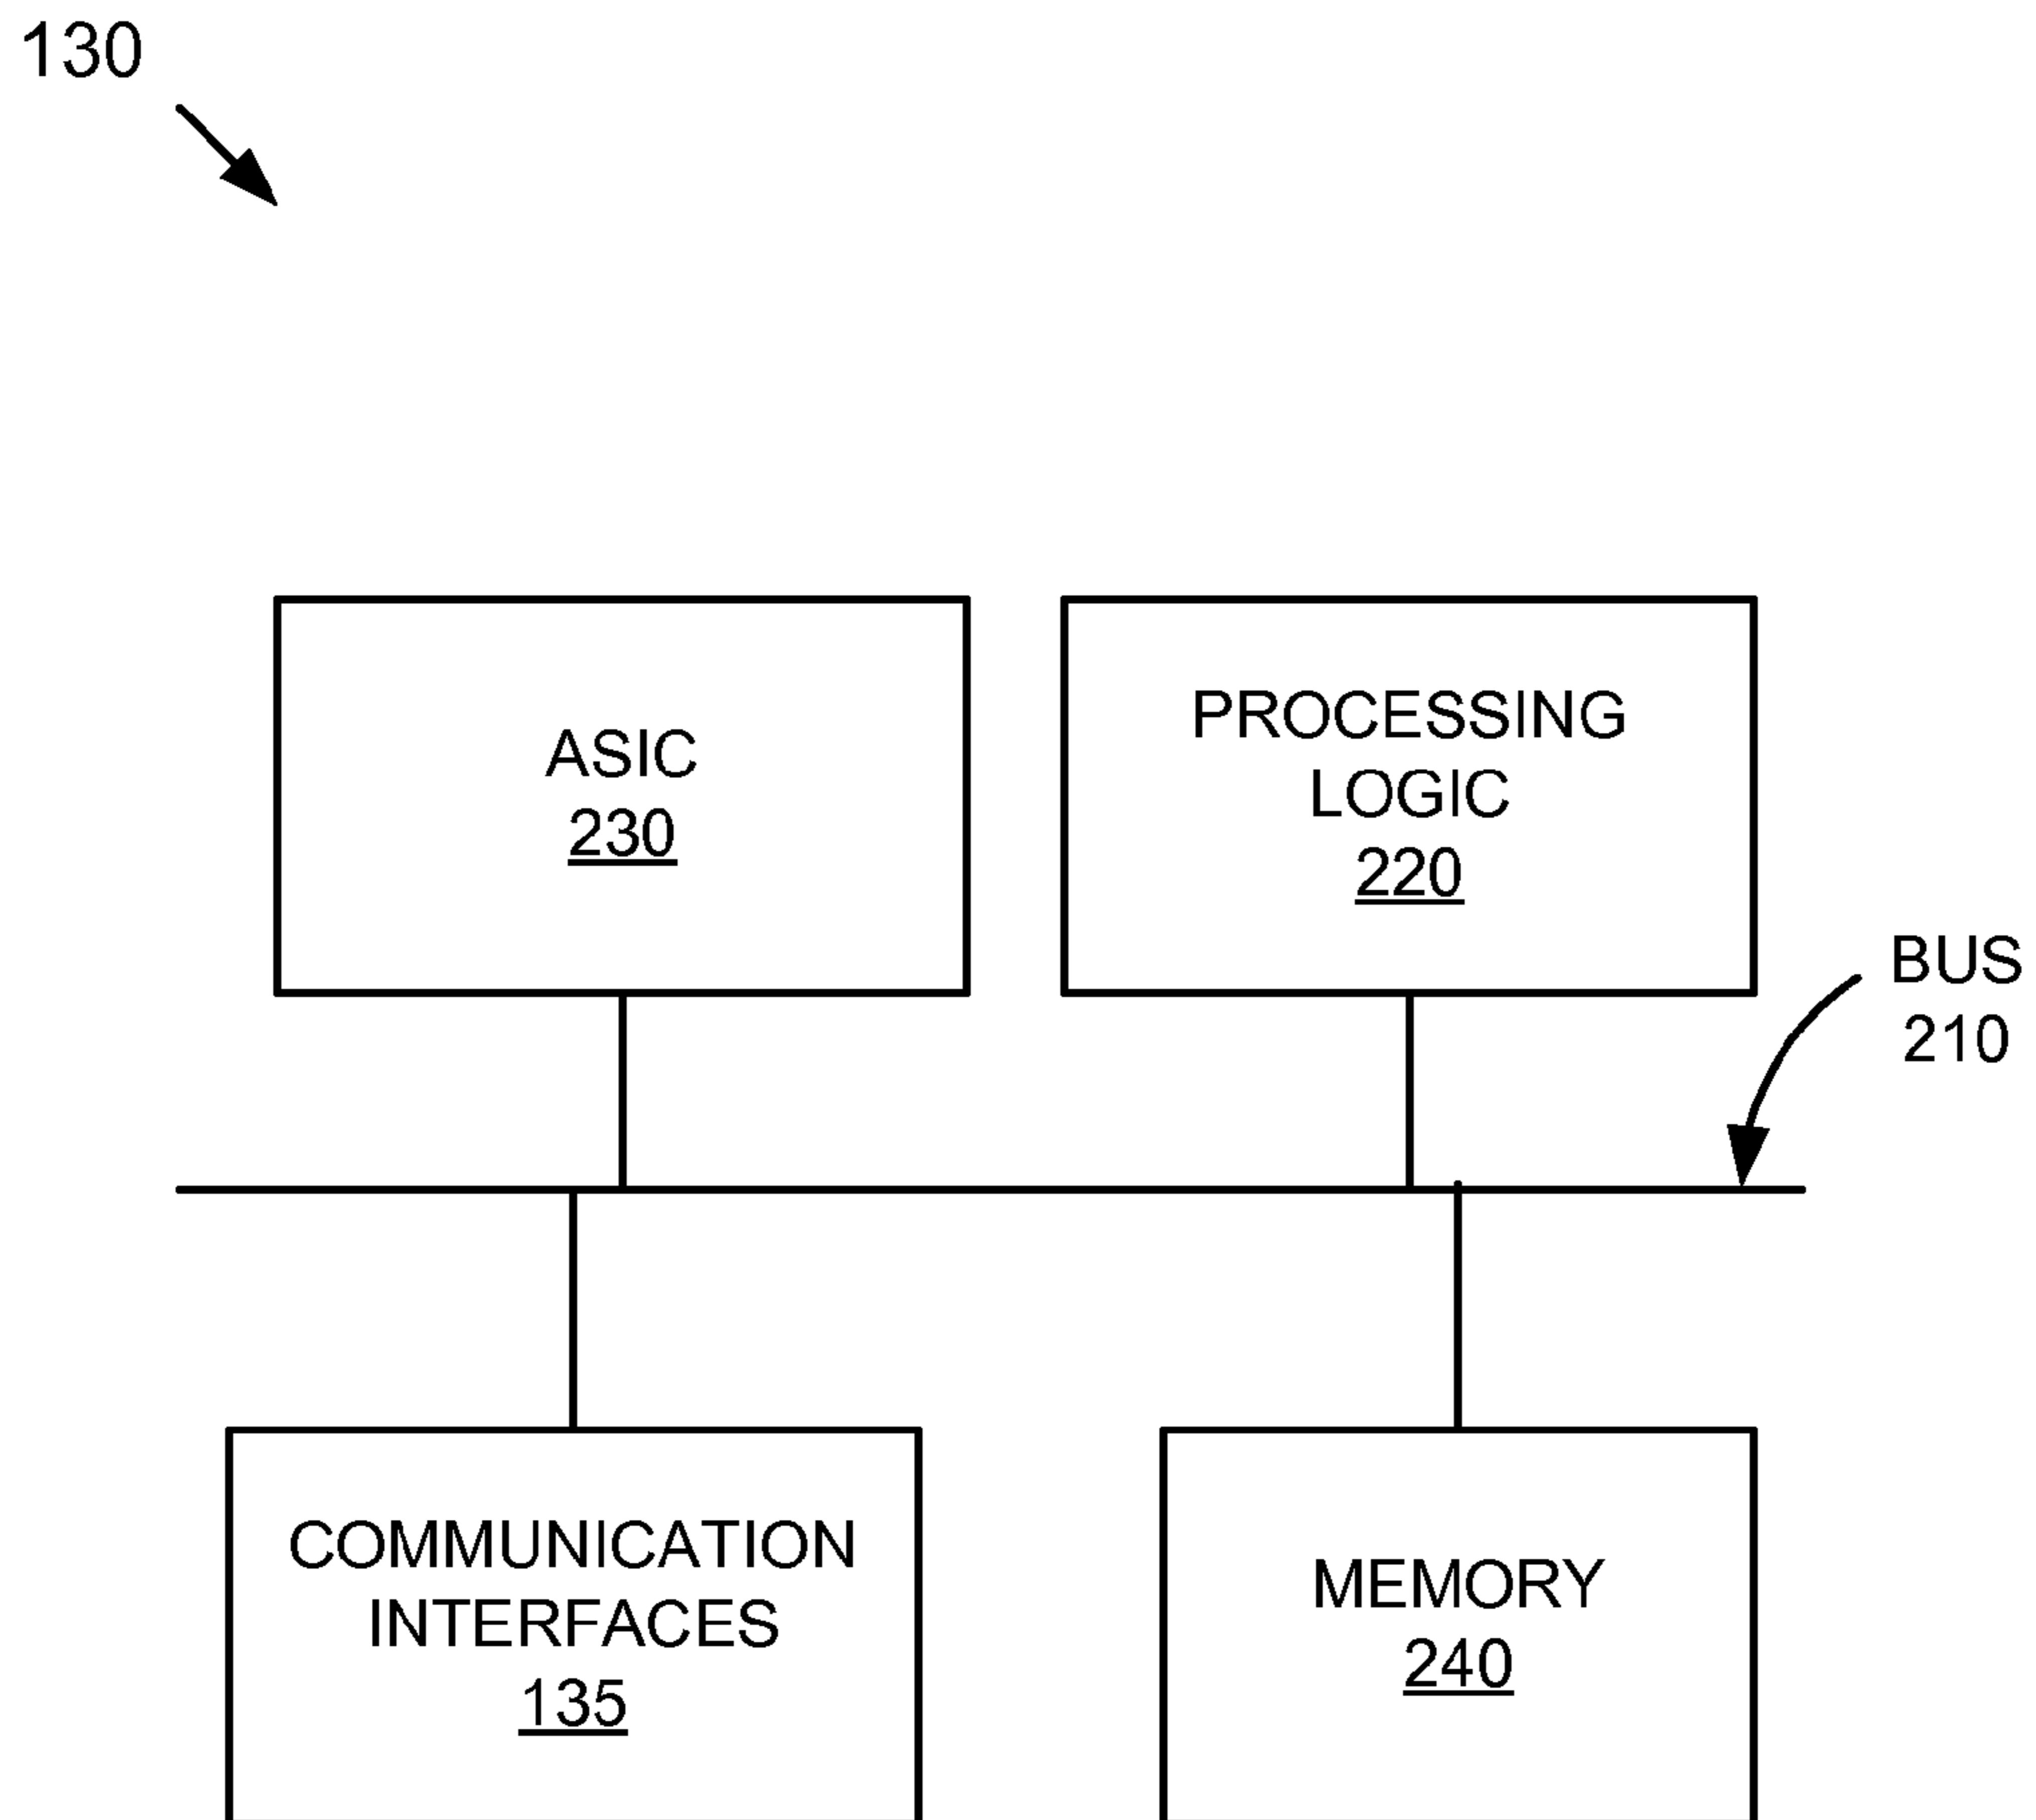 130
ASIC
230
PROCESSING
LOGIC
220
BUS
210
COMMUNICATION
INTERFACES
135
MEMORY
240